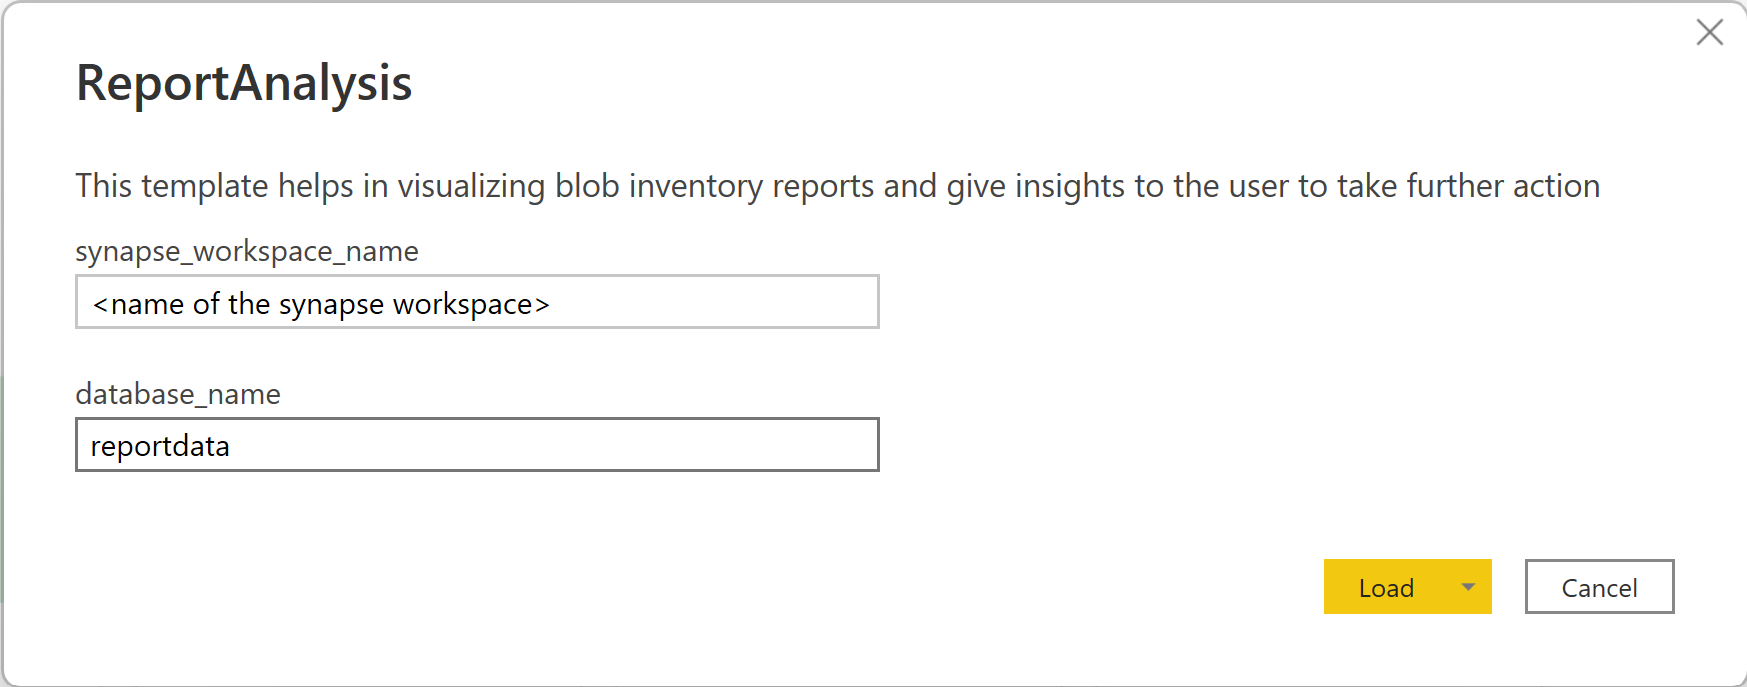 ReportAnalysis
This template helps in visualizing blob inventory reports and give insights to the user to take further action
synapse_workspace_name
<name of the synapse workspace>
database_name
reportdata
Load
Cancel